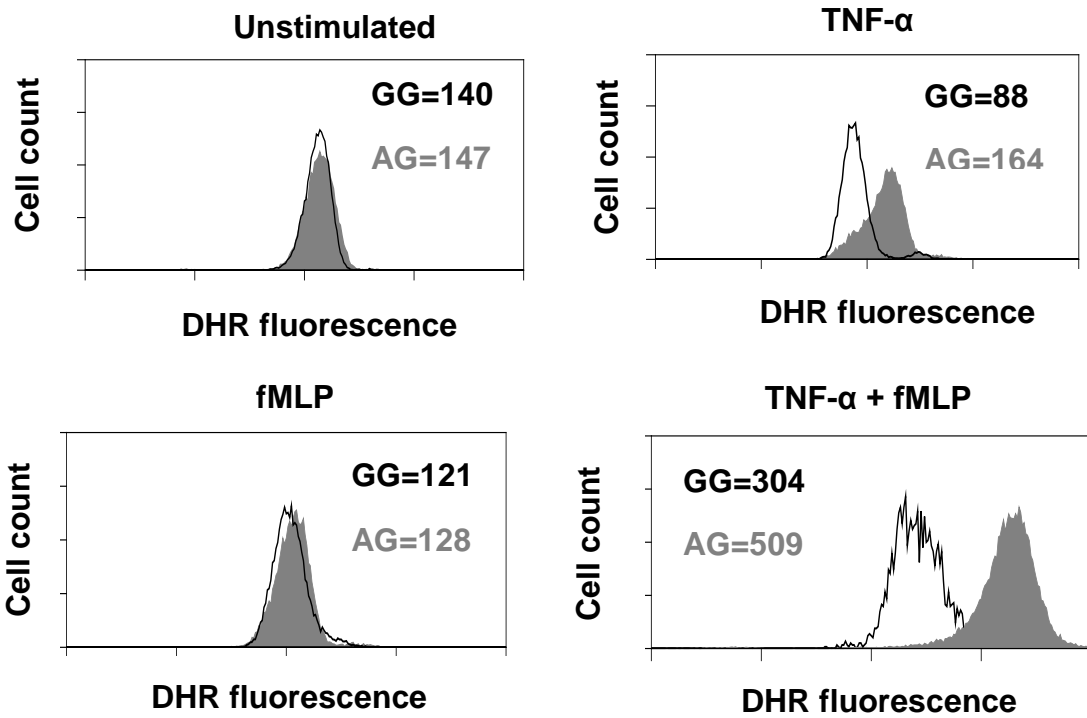 Unstimulated
GG=140
AG=147
Cell count
DHR fluorescence
TNF-α
GG=88
AG=164
Cell count
DHR fluorescence
fMLP
GG=121
AG=128
Cell count
DHR fluorescence
TNF-α + fMLP
GG=304
AG=509
Cell count
DHR fluorescence